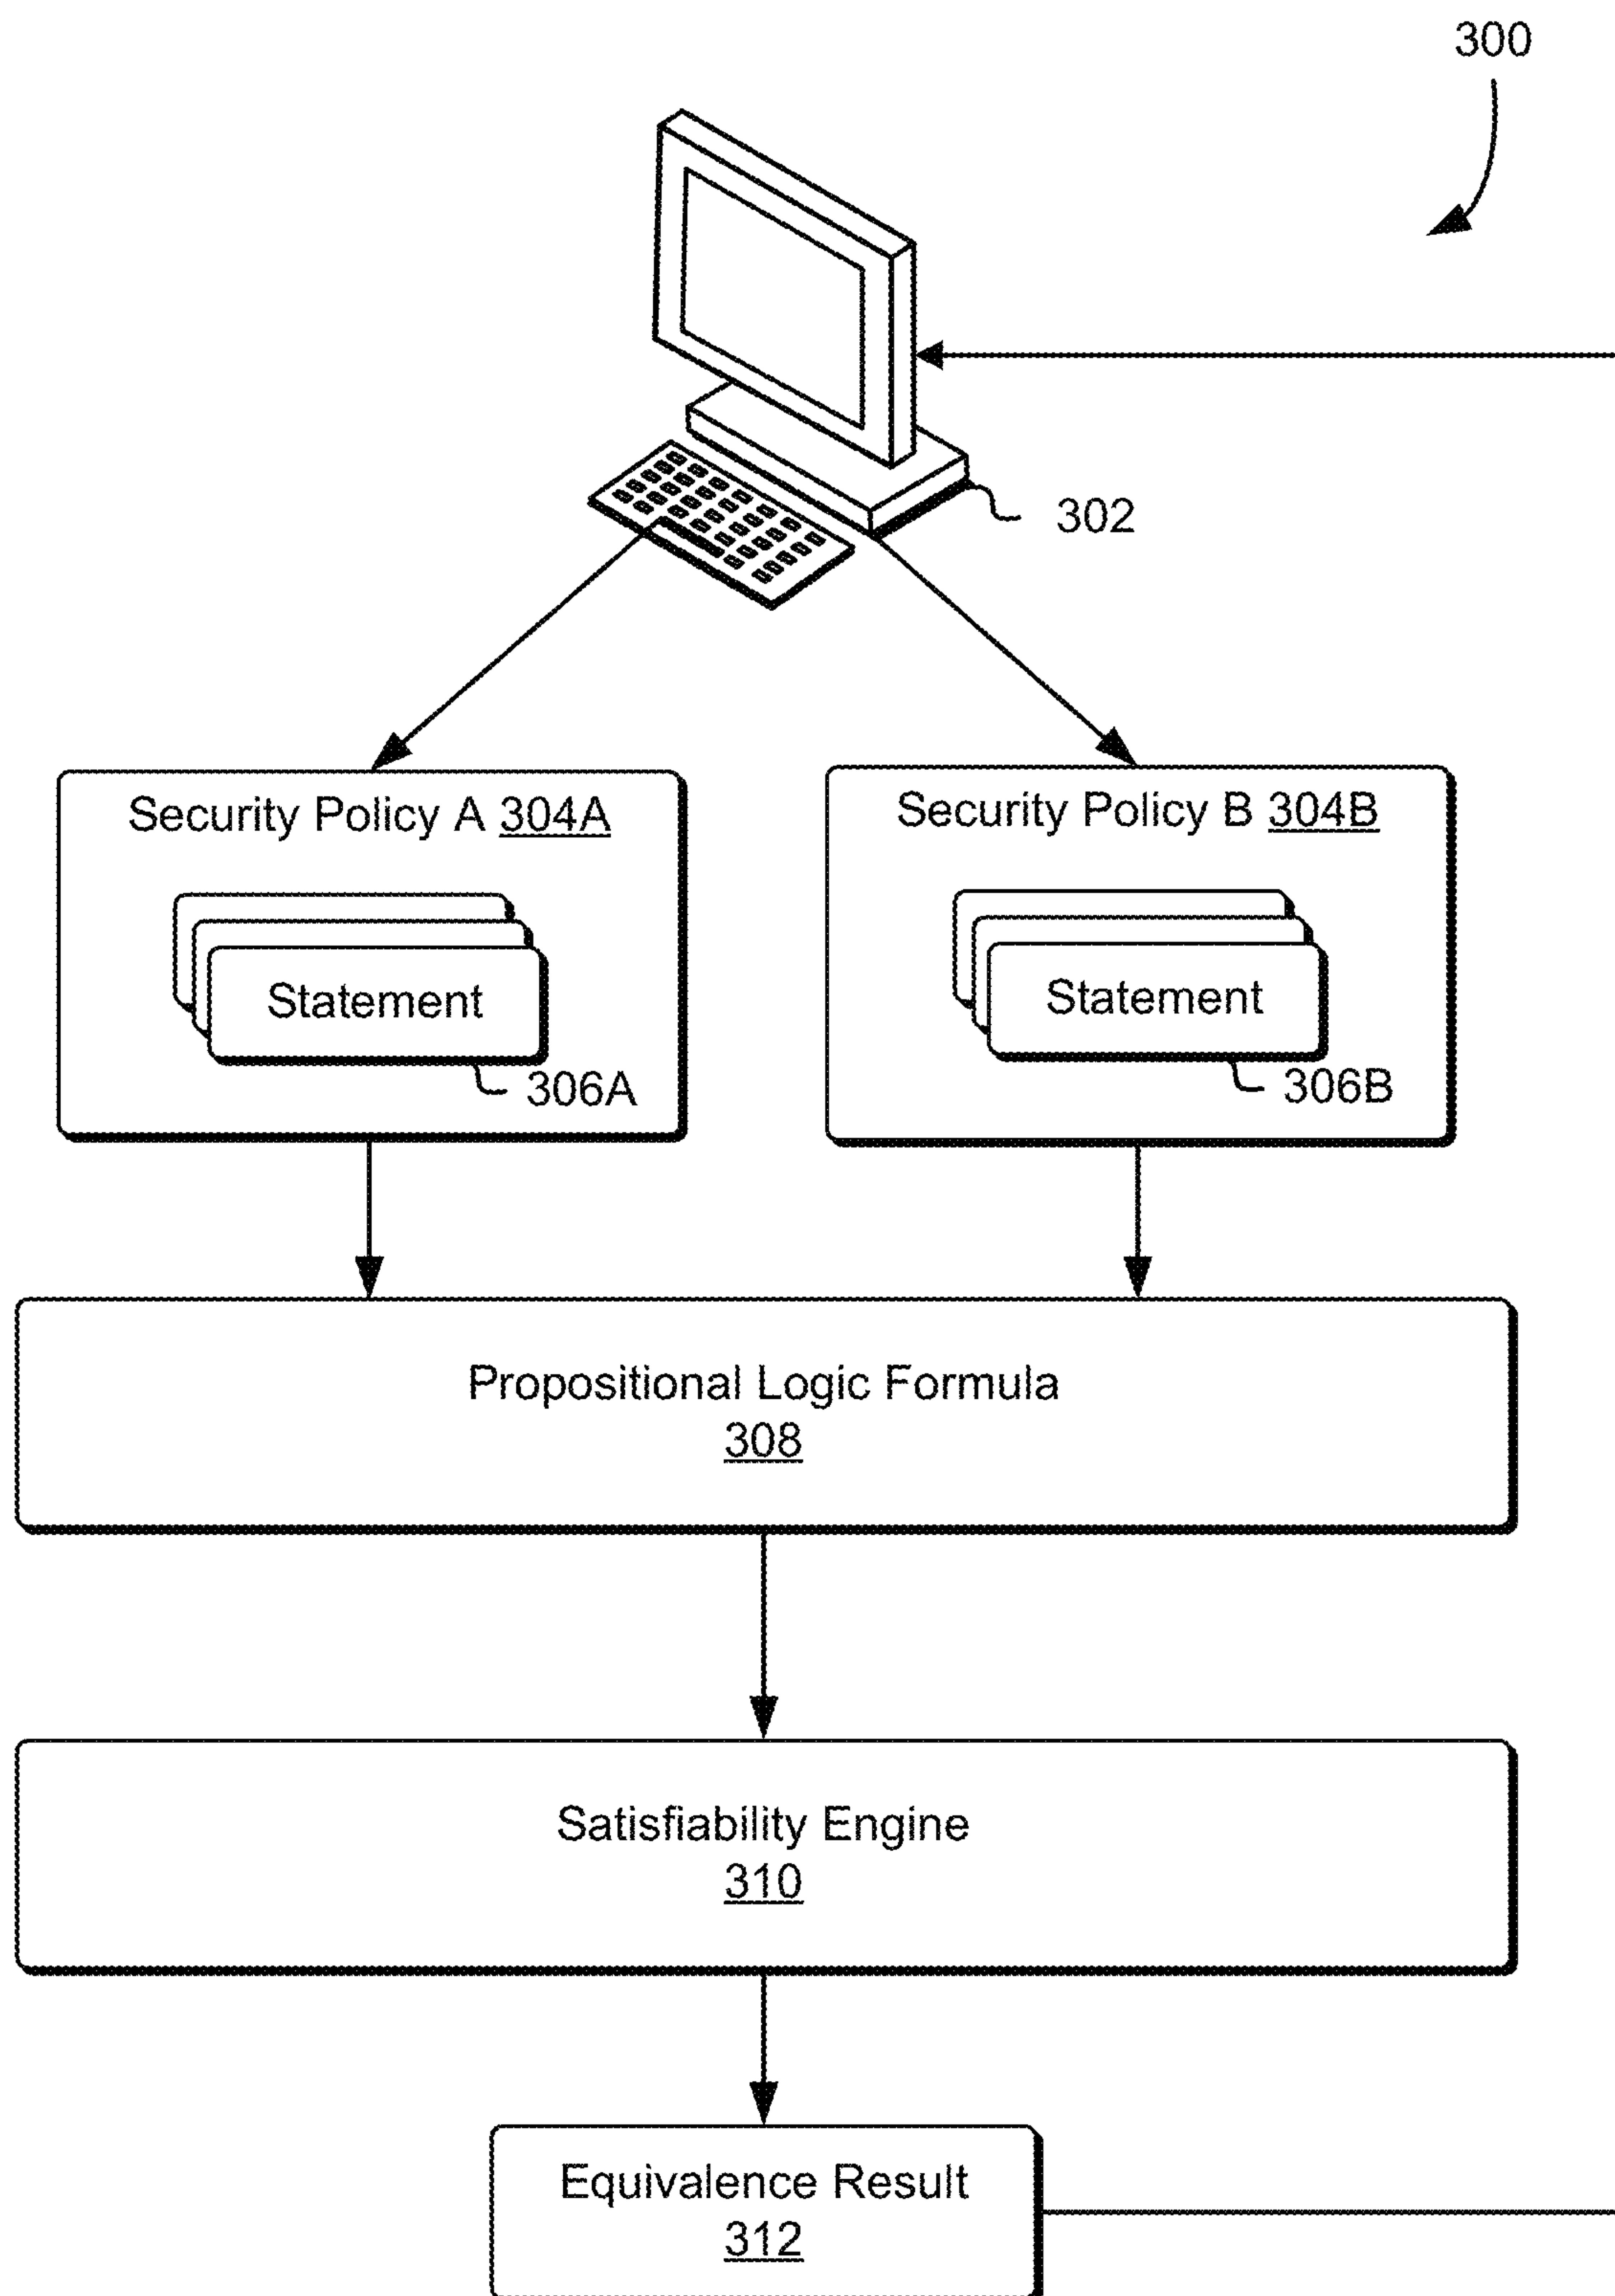 300
302
Security Policy A 304A
Statement
306A
Security Policy B 304B
Statement
306B
Propositional Logic Formula
308
Satisfiability Engine
310
Equivalence Result
312